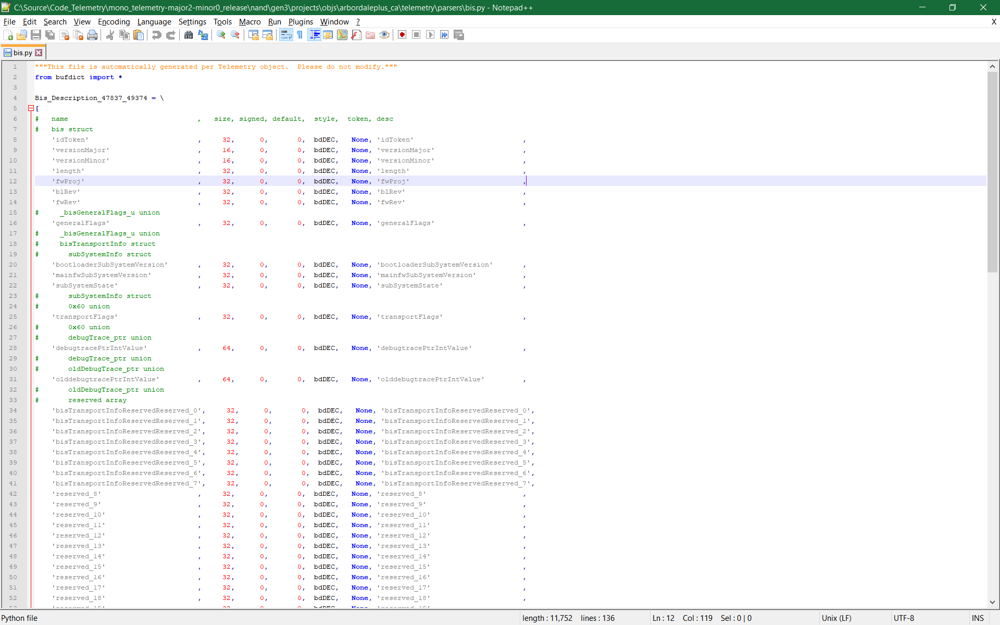 C:\Source\Code_Telemetry\mono_telemetry-major2-minor0_release\nand\gen3\projects\objs\arbordaleplus_ca\telemetry\parsers\bis.py - Notepad++
File Edit Search View Encoding Language Settings Tools Macro Run Plugins Window ? X
bis.py
1 """This file is automatically generated per Telemetry object.  Please do not modify."""
2 from bufdict import *
3
4 Bis_Description_47837_49374 = \
5 [
6 #   name                               ,   size, signed, default,  style,  token, desc
7 #   bis struct
8     'idToken'                          ,     32,      0,       0,  bdDEC,   None, 'idToken'                          ,
9     'versionMajor'                     ,     16,      0,       0,  bdDEC,   None, 'versionMajor'                     ,
10     'versionMinor'                     ,     16,      0,       0,  bdDEC,   None, 'versionMinor'                     ,
11     'length'                           ,     32,      0,       0,  bdDEC,   None, 'length'                           ,
12     'fwProj'                           ,     32,      0,       0,  bdDEC,   None, 'fwProj'                           ,
13     'blRev'                            ,     32,      0,       0,  bdDEC,   None, 'blRev'                            ,
14     'fwRev'                            ,     32,      0,       0,  bdDEC,   None, 'fwRev'                            ,
15 #     _bisGeneralFlags_u union
16     'generalFlags'                     ,     32,      0,       0,  bdDEC,   None, 'generalFlags'                     ,
17 #     _bisGeneralFlags_u union
18 #     bisTransportInfo struct
19 #       subSystemInfo struct
20     'bootloaderSubSystemVersion'       ,     32,      0,       0,  bdDEC,   None, 'bootloaderSubSystemVersion'       ,
21     'mainfwSubSystemVersion'           ,     32,      0,       0,  bdDEC,   None, 'mainfwSubSystemVersion'           ,
22     'subSystemState'                   ,     32,      0,       0,  bdDEC,   None, 'subSystemState'                   ,
23 #       subSystemInfo struct
24 #       0x60 union
25     'transportFlags'                   ,     32,      0,       0,  bdDEC,   None, 'transportFlags'                   ,
26 #       0x60 union
27 #       debugTrace_ptr union
28     'debugtracePtrIntValue'            ,     64,      0,       0,  bdDEC,   None, 'debugtracePtrIntValue'            ,
29 #       debugTrace_ptr union
30 #       oldDebugTrace_ptr union
31     'olddebugtracePtrIntValue'         ,     64,      0,       0,  bdDEC,   None, 'olddebugtracePtrIntValue'         ,
32 #       oldDebugTrace_ptr union
33 #       reserved array
34     'bisTransportInfoReservedReserved_0',     32,      0,       0,  bdDEC,   None, 'bisTransportInfoReservedReserved_0',
35     'bisTransportInfoReservedReserved_1',     32,      0,       0,  bdDEC,   None, 'bisTransportInfoReservedReserved_1',
36     'bisTransportInfoReservedReserved_2',     32,      0,       0,  bdDEC,   None, 'bisTransportInfoReservedReserved_2',
37     'bisTransportInfoReservedReserved_3',     32,      0,       0,  bdDEC,   None, 'bisTransportInfoReservedReserved_3',
38     'bisTransportInfoReservedReserved_4',     32,      0,       0,  bdDEC,   None, 'bisTransportInfoReservedReserved_4',
39     'bisTransportInfoReservedReserved_5',     32,      0,       0,  bdDEC,   None, 'bisTransportInfoReservedReserved_5',
40     'bisTransportInfoReservedReserved_6',     32,      0,       0,  bdDEC,   None, 'bisTransportInfoReservedReserved_6',
41     'bisTransportInfoReservedReserved_7',     32,      0,       0,  bdDEC,   None, 'bisTransportInfoReservedReserved_7',
42     'reserved_8'                       ,     32,      0,       0,  bdDEC,   None, 'reserved_8'                       ,
43     'reserved_9'                       ,     32,      0,       0,  bdDEC,   None, 'reserved_9'                       ,
44     'reserved_10'                      ,     32,      0,       0,  bdDEC,   None, 'reserved_10'                      ,
45     'reserved_11'                      ,     32,      0,       0,  bdDEC,   None, 'reserved_11'                      ,
46     'reserved_12'                      ,     32,      0,       0,  bdDEC,   None, 'reserved_12'                      ,
47     'reserved_13'                      ,     32,      0,       0,  bdDEC,   None, 'reserved_13'                      ,
48     'reserved_14'                      ,     32,      0,       0,  bdDEC,   None, 'reserved_14'                      ,
49     'reserved_15'                      ,     32,      0,       0,  bdDEC,   None, 'reserved_15'                      ,
50     'reserved_16'                      ,     32,      0,       0,  bdDEC,   None, 'reserved_16'                      ,
51     'reserved_17'                      ,     32,      0,       0,  bdDEC,   None, 'reserved_17'                      ,
52     'reserved_18'                      ,     32,      0,       0,  bdDEC,   None, 'reserved_18'                      ,
Python file length : 11,752 lines : 136 Ln : 12 Col : 119 Sel : 0 | 0 Unix (LF) UTF-8 INS